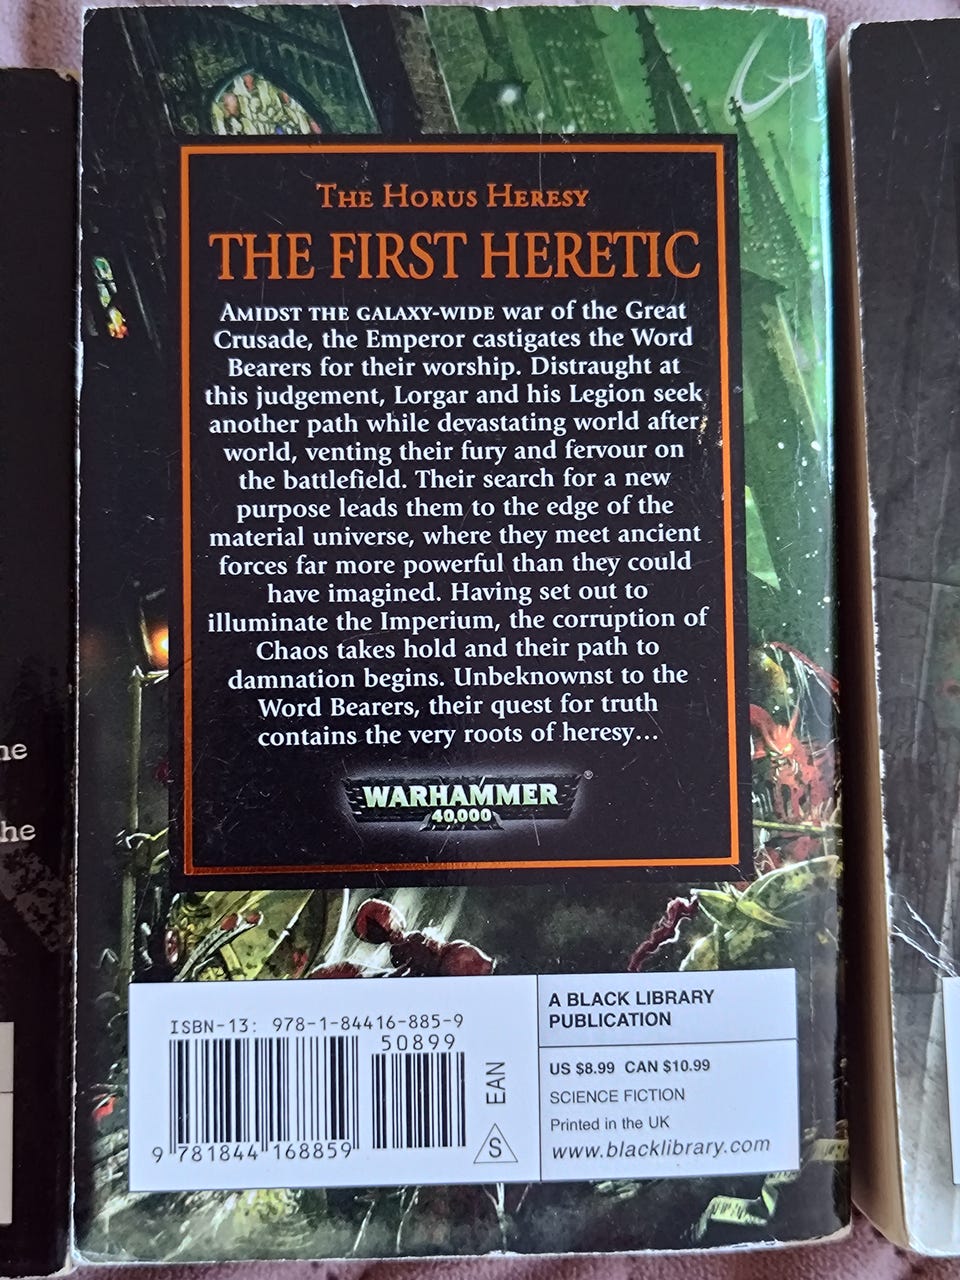 The Horus Heresy
THE FIRST HERETIC
Amidst the galaxy-wide war of the Great
Crusade, the Emperor castigates the Word
Bearers for their worship. Distraught at
this judgement, Lorgar and his Legion seek
another path while devastating world after
world, venting their fury and fervour on
the battlefield. Their search for a new
purpose leads them to the edge of the
material universe, where they meet ancient
forces far more powerful than they could
have imagined. Having set out to
illuminate the Imperium, the corruption of
Chaos takes hold and their path to
damnation begins. Unbeknownst to the
Word Bearers, their quest for truth
contains the very roots of heresy...
WARHAMMER®
40,000
ISBN-13: 978-1-84416-885-9
50899
9 781844 168859
EAN
S
A BLACK LIBRARY
PUBLICATION
US $8.99 CAN $10.99
SCIENCE FICTION
Printed in the UK
www.blacklibrary.com